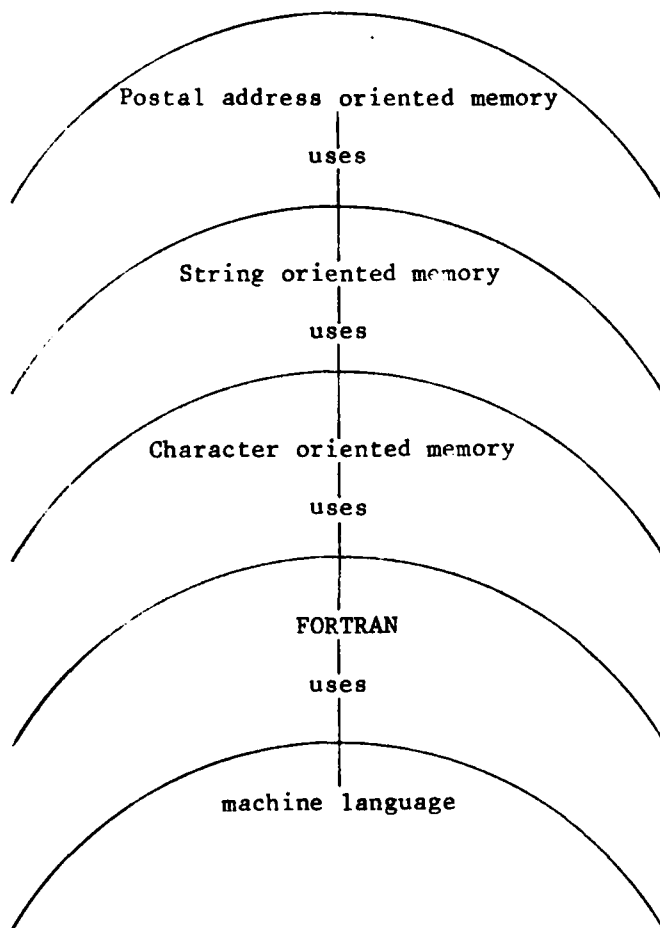 Postal address oriented memory
uses
String oriented memory
uses
Character oriented memory
uses
FORTRAN
uses
machine language